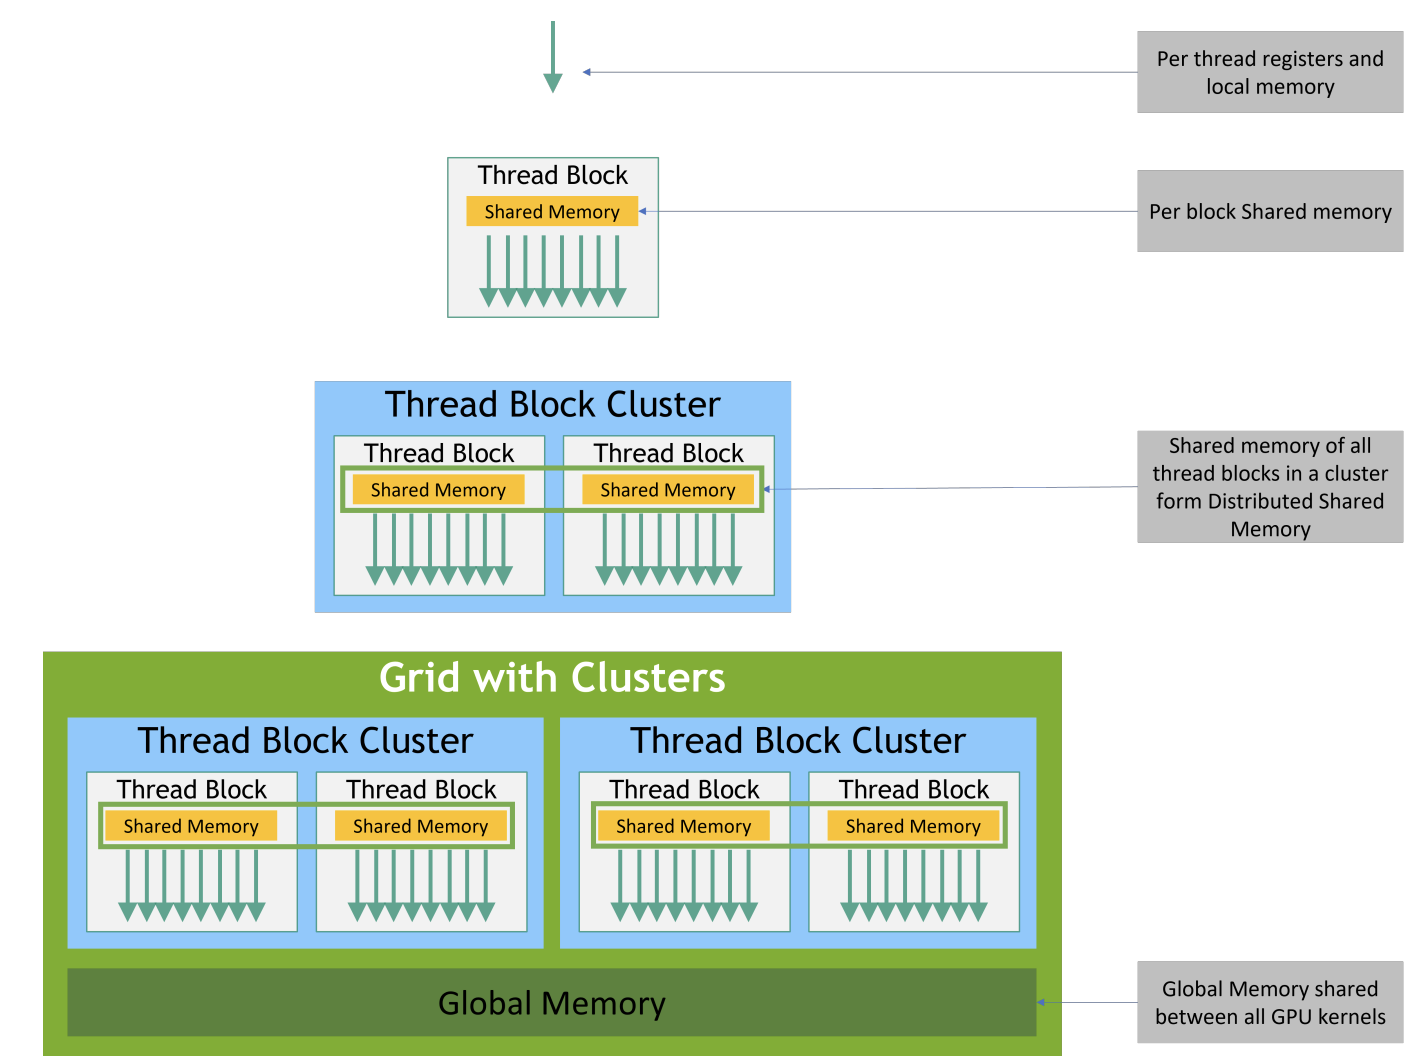 Per thread registers and
local memory
Thread Block
Shared Memory
Per block Shared memory
Thread Block Cluster
Thread Block
Thread Block
Shared Memory
Shared Memory
Shared memory of all
thread blocks in a cluster
form Distributed Shared
Memory
Grid with Clusters
Thread Block Cluster
Thread Block Cluster
Thread Block
Thread Block
Thread Block
Thread Block
Shared Memory
Shared Memory
Shared Memory
Shared Memory
Global Memory
Global Memory shared
between all GPU kernels